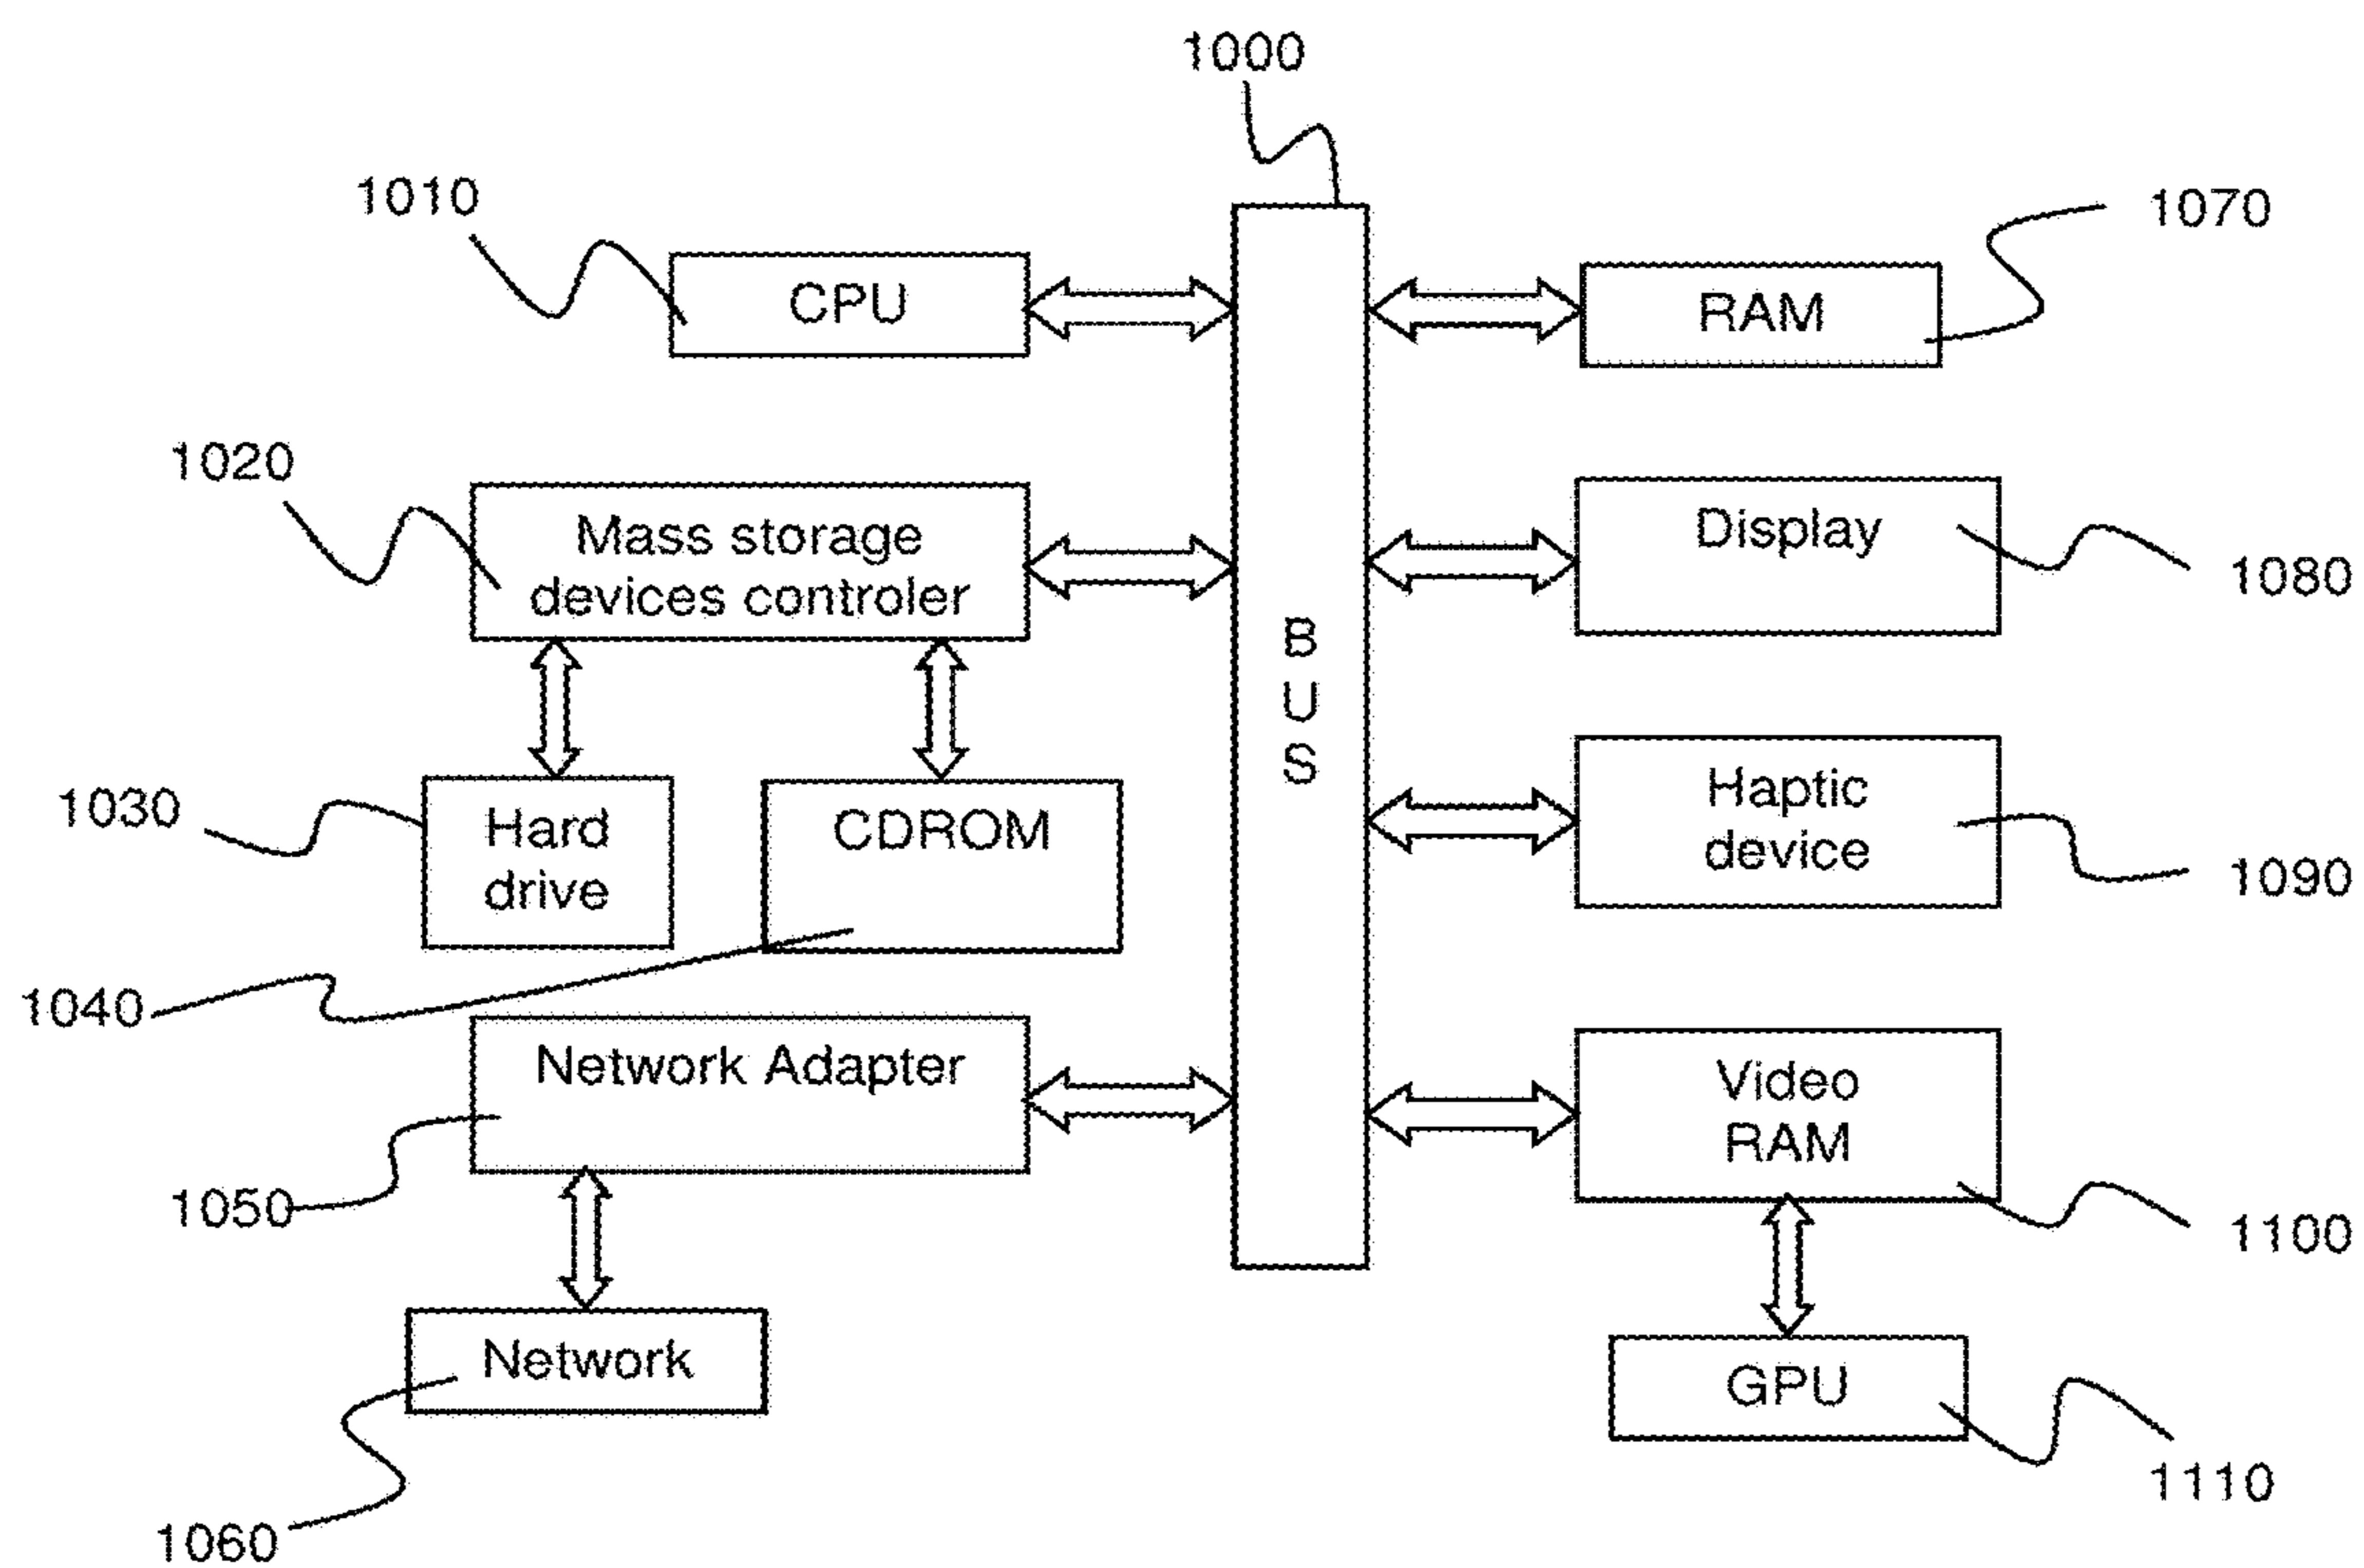 1000
1010
CPU
RAM
1070
1020
Mass storage
devices controler
Display
1080
B
U
S
1030
Hard
drive
CDROM
Haptic
device
1090
1040
Network Adapter
Video
RAM
1050
1100
Network
GPU
1060
1110